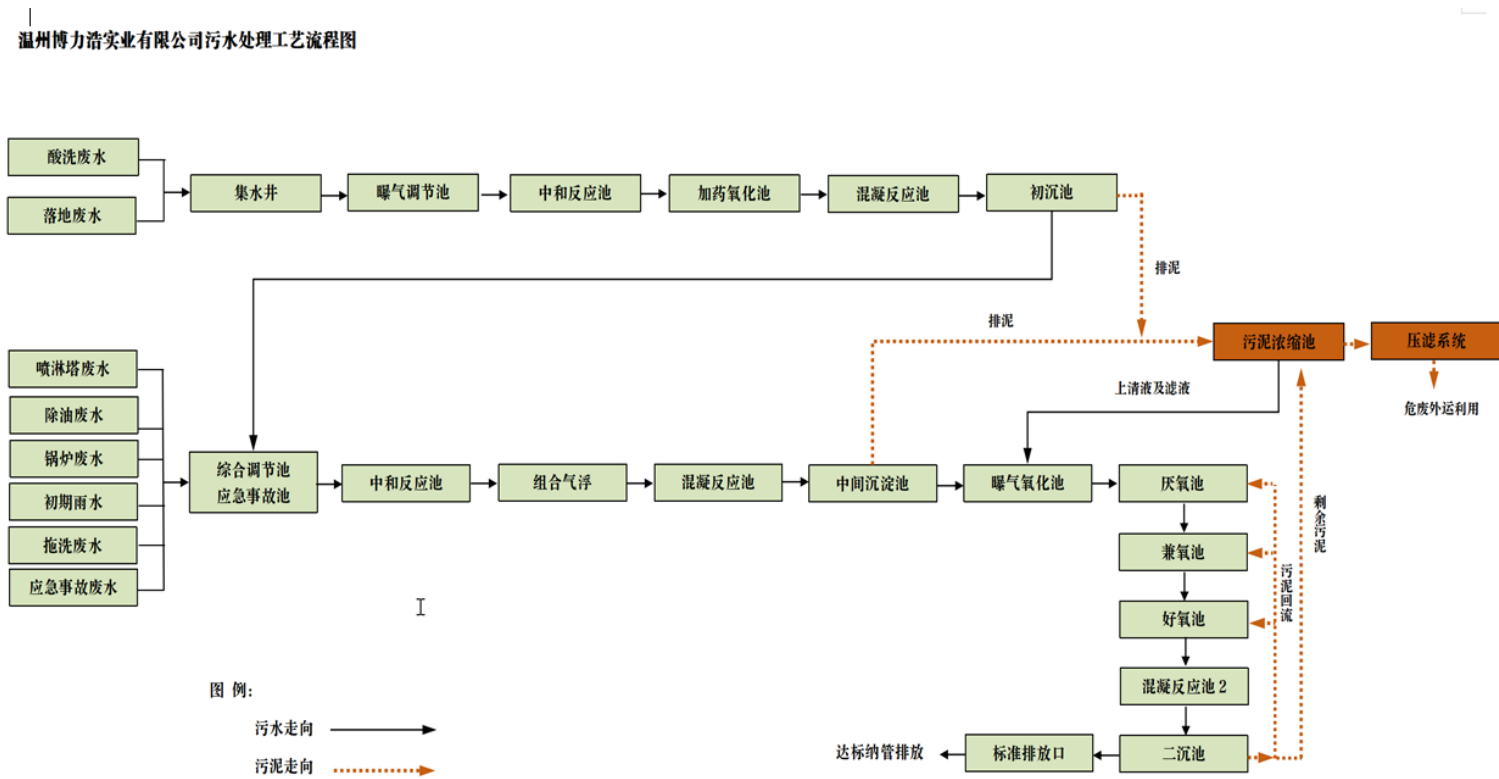 温州博力浩实业有限公司污水处理工艺流程图
酸洗废水
落地废水
集水井
曝气调节池
中和反应池
加药氧化池
混凝反应池
初沉池
排泥
排泥
污泥浓缩池
压滤系统
上清液及滤液
危废外运利用
喷淋塔废水
除油废水
锅炉废水
初期雨水
拖洗废水
应急事故废水
综合调节池
应急事故池
中和反应池
组合气浮
混凝反应池
中间沉淀池
曝气氧化池
厌氧池
兼氧池
好氧池
混凝反应池2
二沉池
标准排放口
达标纳管排放
污泥回流
剩余污泥
图 例:
污水走向
污泥走向